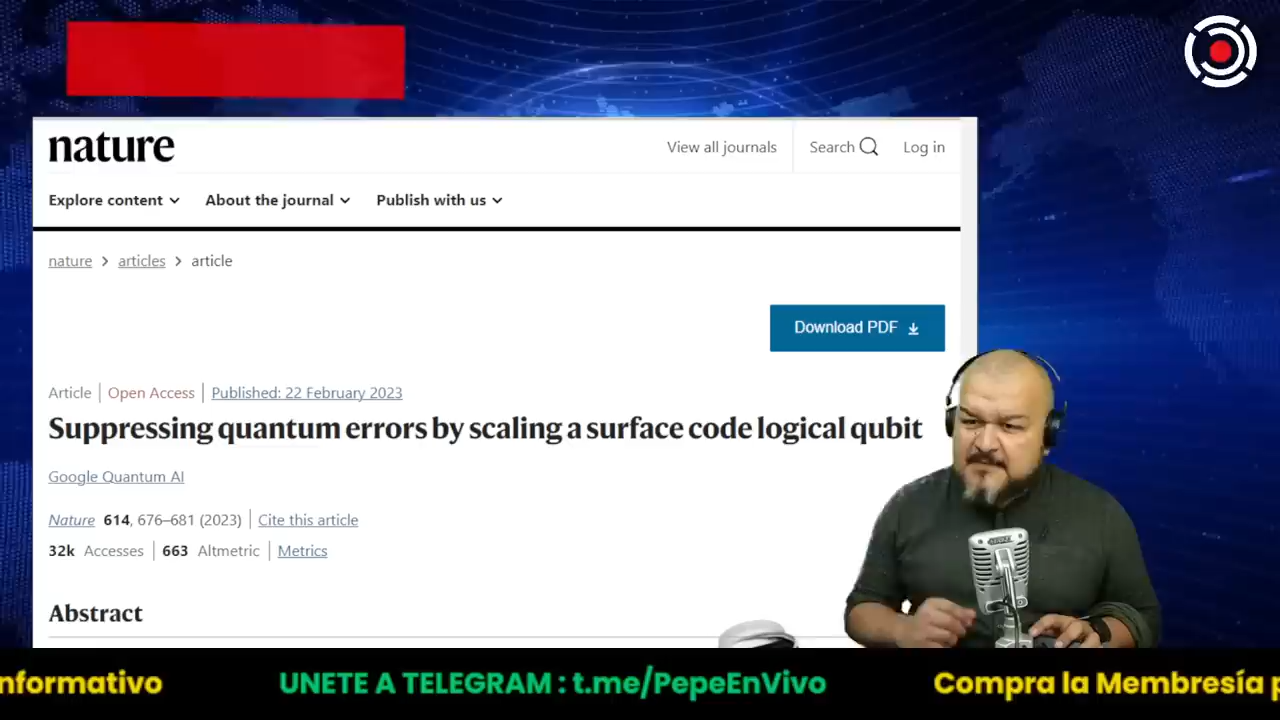 nature
View all journals
Search
Log in
Explore content
About the journal
Publish with us
nature > articles > article
Download PDF
Article | Open Access | Published: 22 February 2023
Suppressing quantum errors by scaling a surface code logical qubit
Google Quantum AI
Nature 614, 676–681 (2023) | Cite this article
32k Accesses | 663 Altmetric | Metrics
Abstract
nformativo
UNETE A TELEGRAM : t.me/PepeEnVivo
Compra la Membresía p